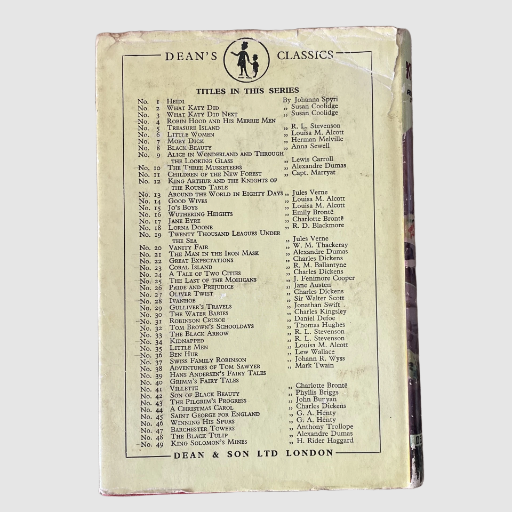 DEAN'S CLASSICS
TITLES IN THIS SERIES
No. 1 Heidi By Johanna Spyri
No. 2 What Katy Did „ Susan Coolidge
No. 3 What Katy Did Next „ Susan Coolidge
No. 4 Robin Hood and His Merrie Men
No. 5 Treasure Island „ R. L. Stevenson
No. 6 Little Women „ Louisa M. Alcott
No. 7 Moby Dick „ Herman Melville
No. 8 Black Beauty „ Anna Sewell
No. 9 Alice in Wonderland and Through
the Looking Glass „ Lewis Carroll
No. 10 The Three Musketeers „ Alexandre Dumas
No. 11 Children of the New Forest „ Capt. Marryat
No. 12 King Arthur and the Knights of
the Round Table
No. 13 Around the World in Eighty Days „ Jules Verne
No. 14 Good Wives „ Louisa M. Alcott
No. 15 Jo's Boys „ Louisa M. Alcott
No. 16 Wuthering Heights „ Emily Brontë
No. 17 Jane Eyre „ Charlotte Brontë
No. 18 Lorna Doone „ R. D. Blackmore
No. 19 Twenty Thousand Leagues Under
the Sea „ Jules Verne
No. 20 Vanity Fair „ W. M. Thackeray
No. 21 The Man in the Iron Mask „ Alexandre Dumas
No. 22 Great Expectations „ Charles Dickens
No. 23 Coral Island „ R. M. Ballantyne
No. 24 A Tale of Two Cities „ Charles Dickens
No. 25 The Last of the Mohicans „ J. Fenimore Cooper
No. 26 Pride and Prejudice „ Jane Austen
No. 27 Oliver Twist „ Charles Dickens
No. 28 Ivanhoe „ Sir Walter Scott
No. 29 Gulliver's Travels „ Jonathan Swift
No. 30 The Water Babies „ Charles Kingsley
No. 31 Robinson Crusoe „ Daniel Defoe
No. 32 Tom Brown's Schooldays „ Thomas Hughes
No. 33 The Black Arrow „ R. L. Stevenson
No. 34 Kidnapped „ R. L. Stevenson
No. 35 Little Men „ Louisa M. Alcott
No. 36 Ben Hur „ Lew Wallace
No. 37 Swiss Family Robinson „ Johann R. Wyss
No. 38 Adventures of Tom Sawyer „ Mark Twain
No. 39 Hans Andersen's Fairy Tales
No. 40 Grimm's Fairy Tales
No. 41 Villette „ Charlotte Brontë
No. 42 Son of Black Beauty „ Phyllis Briggs
No. 43 The Pilgrim's Progress „ John Bunyan
No. 44 A Christmas Carol „ Charles Dickens
No. 45 Saint George for England „ G. A. Henty
No. 46 Winning His Spurs „ G. A. Henty
No. 47 Barchester Towers „ Anthony Trollope
No. 48 The Black Tulip „ Alexandre Dumas
No. 49 King Solomon's Mines „ H. Rider Haggard
DEAN & SON LTD LONDON